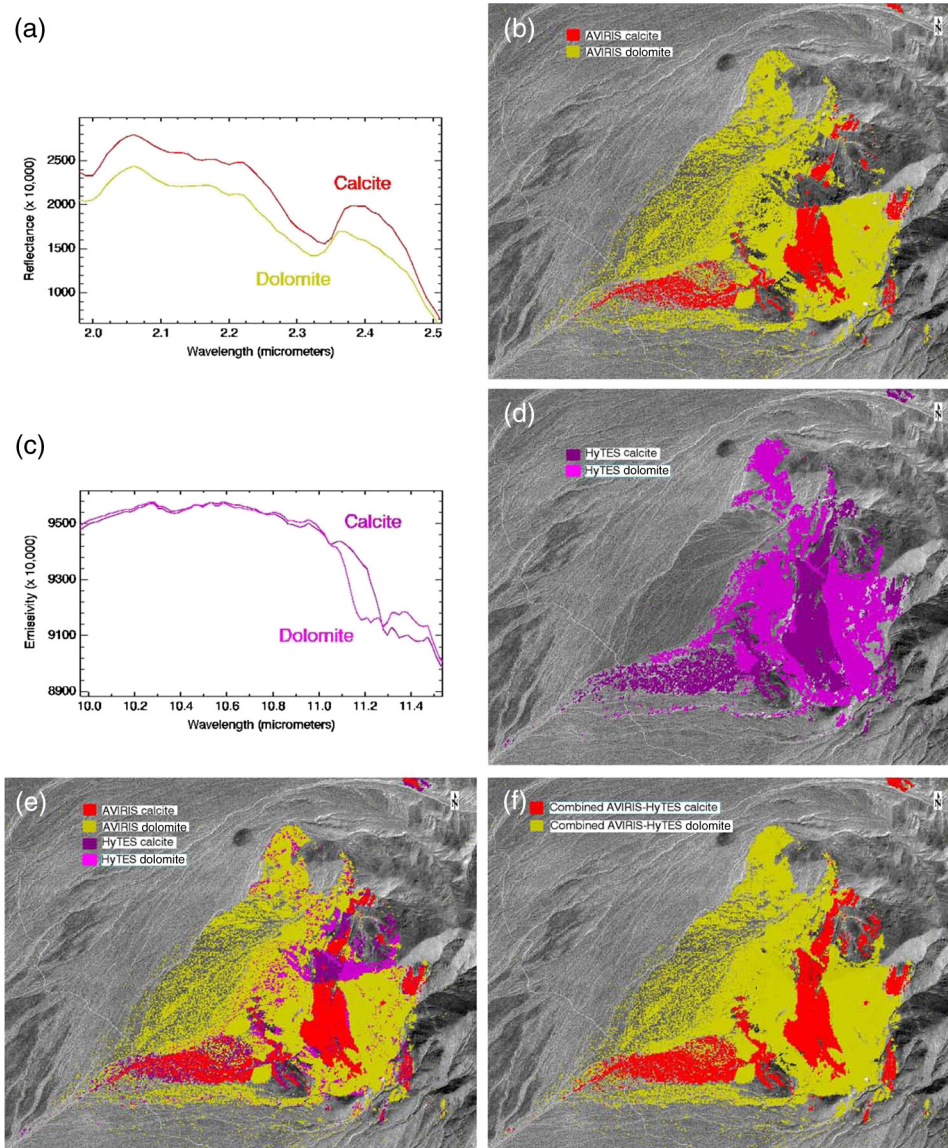 (a)
2500
2000
1500
1000
Reflectance (x 10,000)
Calcite
Dolomite
2.0 2.1 2.2 2.3 2.4 2.5
Wavelength (micrometers)
(b)
AVIRIS calcite
AVIRIS dolomite
N
(c)
9500
9300
9100
8900
Emissivity (x 10,000)
Calcite
Dolomite
10.0 10.2 10.4 10.6 10.8 11.0 11.2 11.4
Wavelength (micrometers)
(d)
HyTES calcite
HyTES dolomite
N
(e)
AVIRIS calcite
AVIRIS dolomite
HyTES calcite
HyTES dolomite
N
(f)
Combined AVIRIS-HyTES calcite
Combined AVIRIS-HyTES dolomite
N